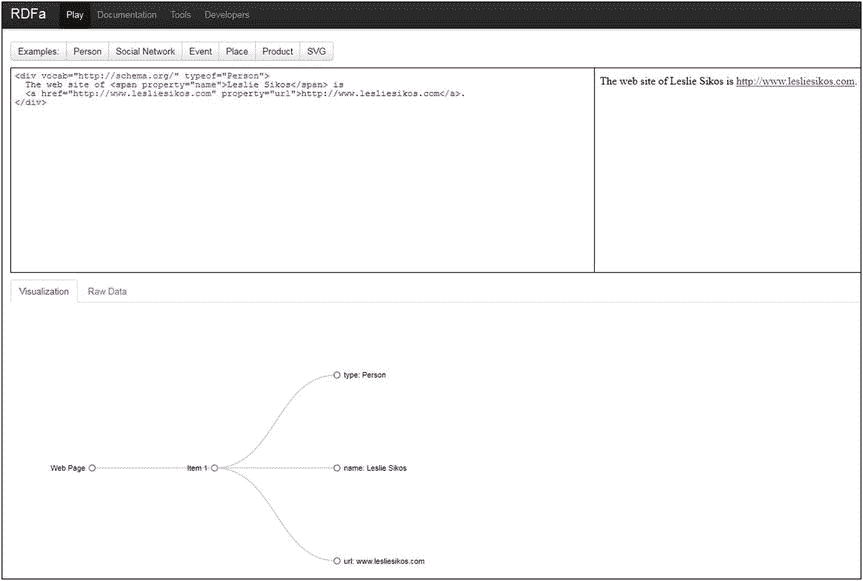 RDFa Play Documentation Tools Developers
Examples: Person Social Network Event Place Product SVG
<div vocab="http://schema.org/" typeof="Person">
The web site of <span property="name">Leslie Sikos</span> is
<a href="http://www.lesliesikos.com" property="url">http://www.lesliesikos.com</a>.
</div>
The web site of Leslie Sikos is http://www.lesliesikos.com.
Visualization Raw Data
type: Person
Web Page Item 1 name: Leslie Sikos
url: www.lesliesikos.com